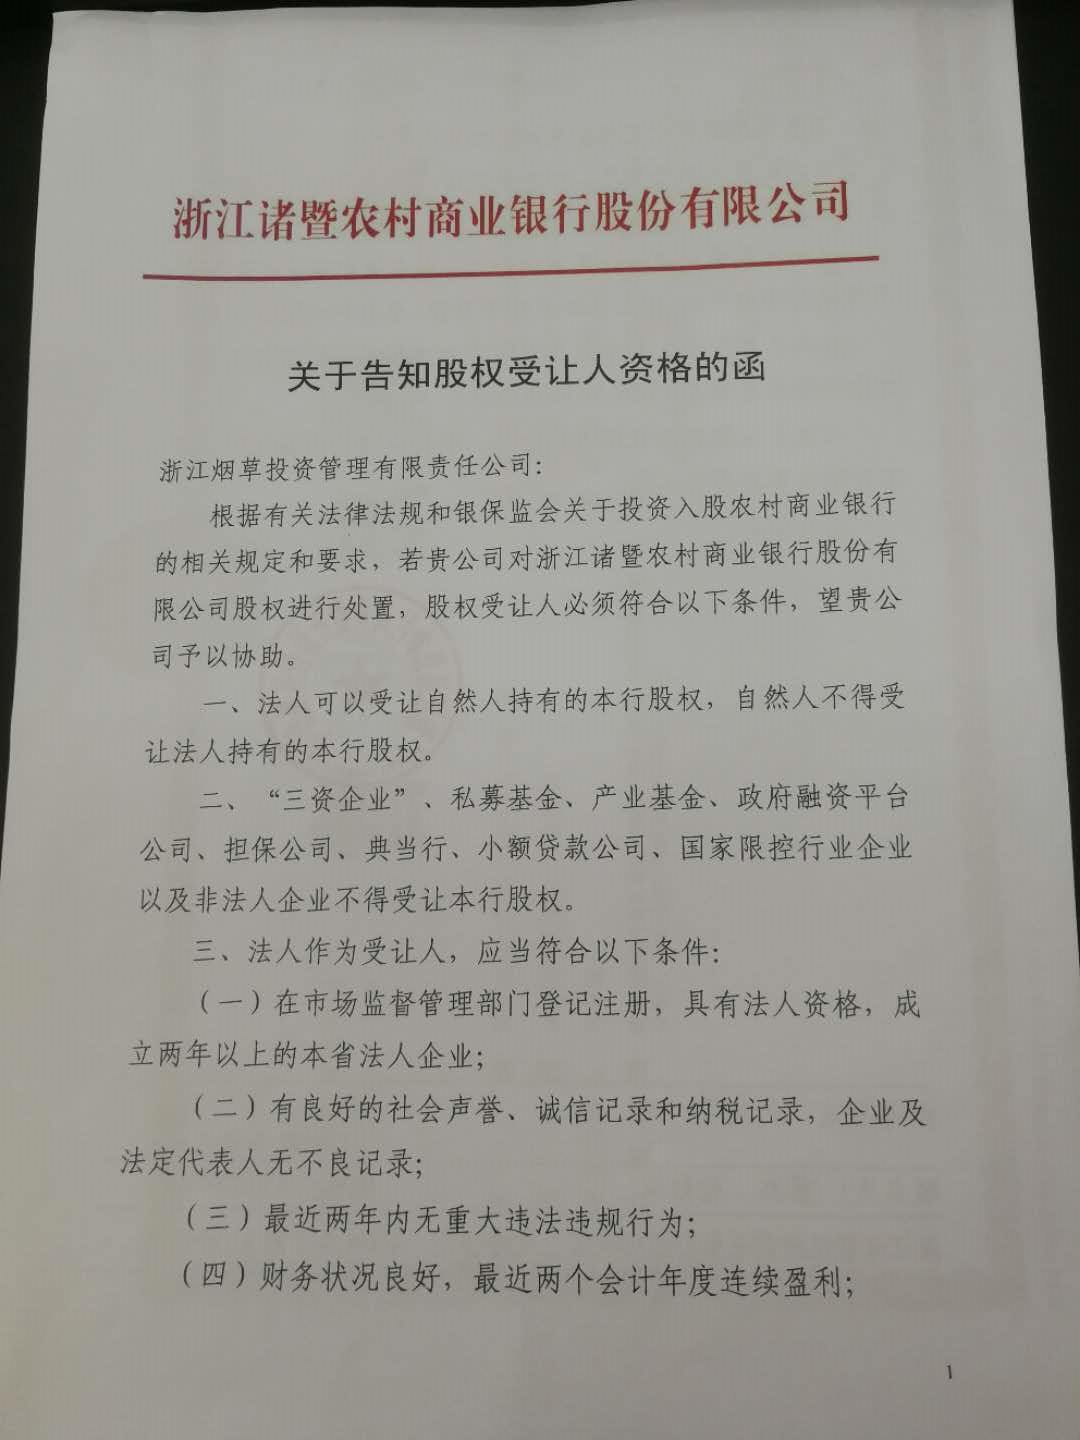 浙江诸暨农村商业银行股份有限公司
关于告知股权受让人资格的函
浙江烟草投资管理有限责任公司：
根据有关法律法规和银保监会关于投资入股农村商业银行
的相关规定和要求，若贵公司对浙江诸暨农村商业银行股份有
限公司股权进行处置，股权受让人必须符合以下条件，望贵公
司予以协助。
一、法人可以受让自然人持有的本行股权，自然人不得受
让法人持有的本行股权。
二、“三资企业”、私募基金、产业基金、政府融资平台
公司、担保公司、典当行、小额贷款公司、国家限控行业企业
以及非法人企业不得受让本行股权。
三、法人作为受让人，应当符合以下条件：
（一）在市场监督管理部门登记注册，具有法人资格，成
立两年以上的本省法人企业；
（二）有良好的社会声誉、诚信记录和纳税记录，企业及
法定代表人无不良记录；
（三）最近两年内无重大违法违规行为；
（四）财务状况良好，最近两个会计年度连续盈利；
1